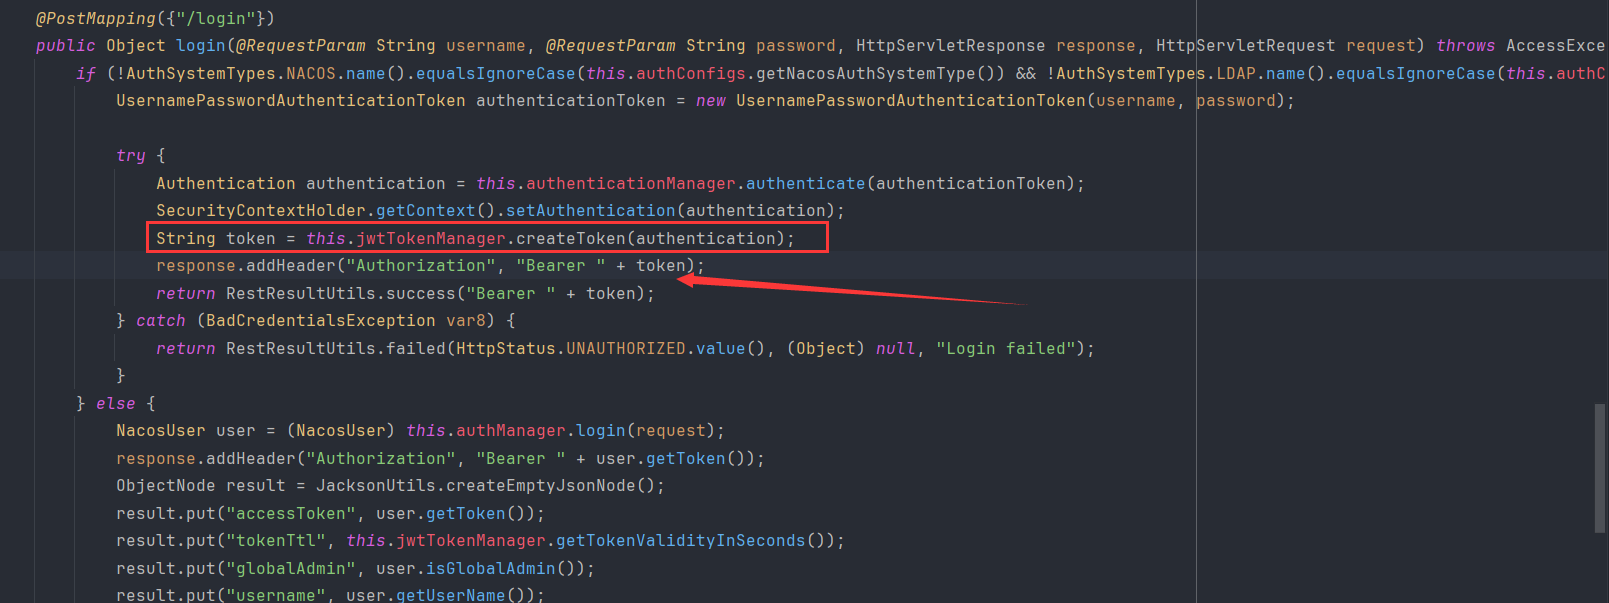 @PostMapping({"/login"})
public Object login(@RequestParam String username, @RequestParam String password, HttpServletResponse response, HttpServletRequest request) throws AccessExce
if (!AuthSystemTypes.NACOS.name().equalsIgnoreCase(this.authConfigs.getNacosAuthSystemType()) && !AuthSystemTypes.LDAP.name().equalsIgnoreCase(this.authC
UsernamePasswordAuthenticationToken authenticationToken = new UsernamePasswordAuthenticationToken(username, password);
try {
Authentication authentication = this.authenticationManager.authenticate(authenticationToken);
SecurityContextHolder.getContext().setAuthentication(authentication);
String token = this.jwtTokenManager.createToken(authentication);
response.addHeader("Authorization", "Bearer " + token);
return RestResultUtils.success("Bearer " + token);
} catch (BadCredentialsException var8) {
return RestResultUtils.failed(HttpStatus.UNAUTHORIZED.value(), (Object) null, "Login failed");
}
} else {
NacosUser user = (NacosUser) this.authManager.login(request);
response.addHeader("Authorization", "Bearer " + user.getToken());
ObjectNode result = JacksonUtils.createEmptyJsonNode();
result.put("accessToken", user.getToken());
result.put("tokenTtl", this.jwtTokenManager.getTokenValidityInSeconds());
result.put("globalAdmin", user.isGlobalAdmin());
result.put("username", user.getUserName());